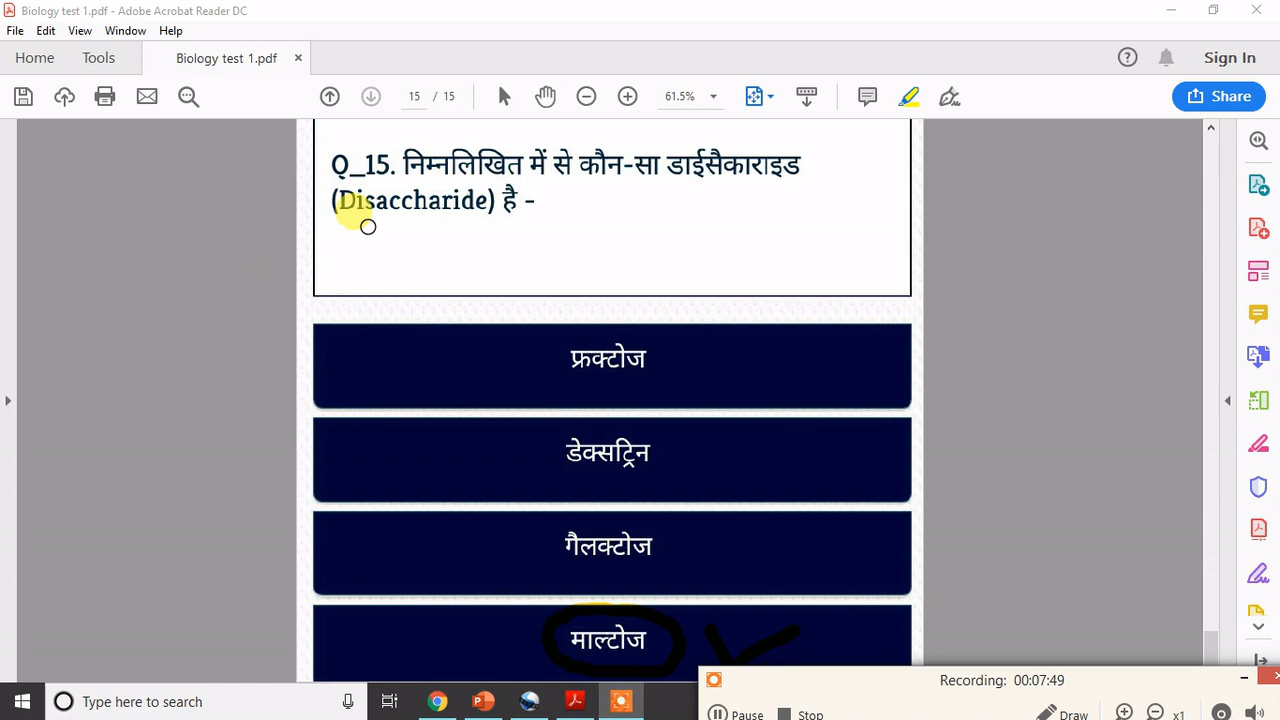 Biology test 1.pdf - Adobe Acrobat Reader DC
File Edit View Window Help
Home Tools Biology test 1.pdf × Sign In
15 / 15 61.5% Share
Q_15. निम्नलिखित में से कौन-सा डाईसैकाराइड
(Disaccharide) है -
फ्रक्टोज
डेक्सट्रिन
गैलक्टोज
माल्टोज
Recording: 00:07:49
Type here to search
Pause Stop x1 Draw